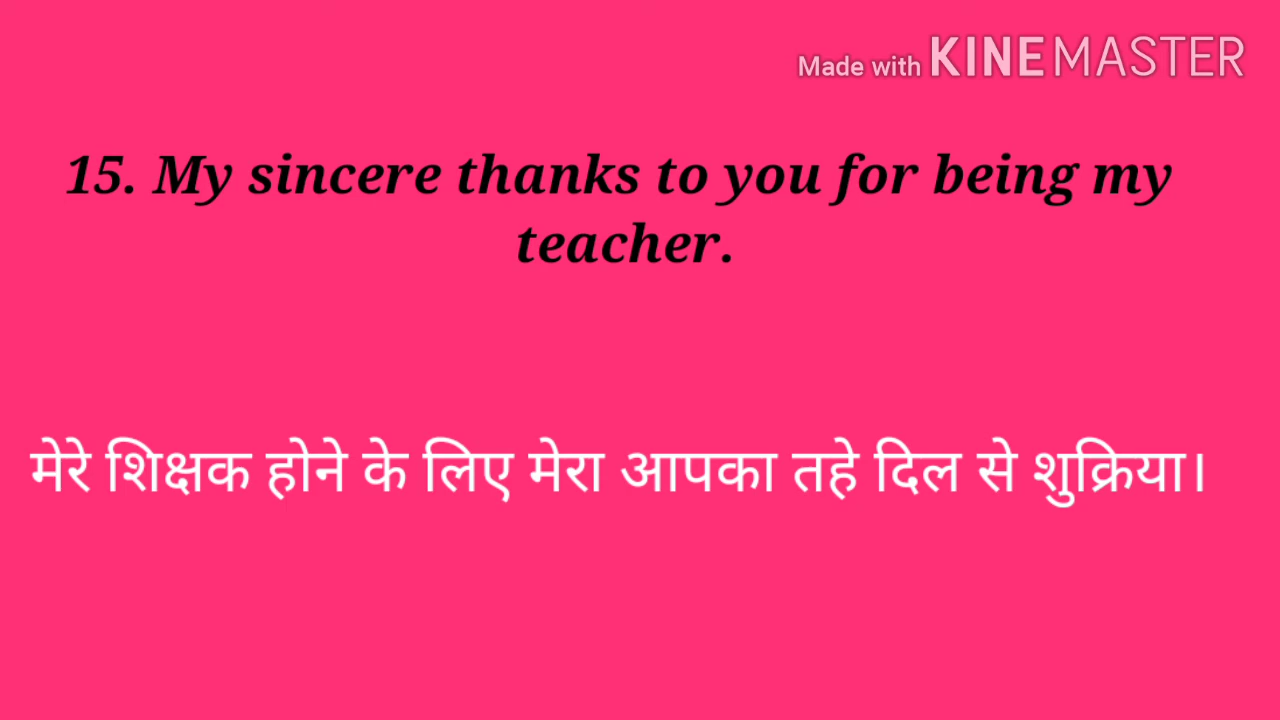 Made with KINEMASTER
15. My sincere thanks to you for being my
teacher.
मेरे शिक्षक होने के लिए मेरा आपका तहे दिल से शुक्रिया।